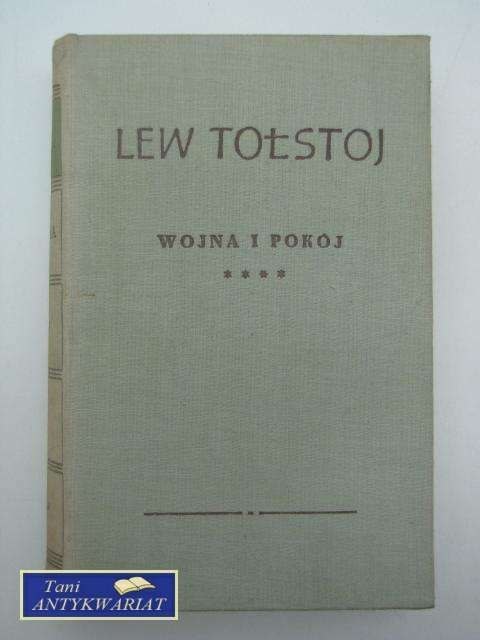 LEW TOŁSTOJ
WOJNA I POKÓJ
****
Tani
ANTYKWARIAT